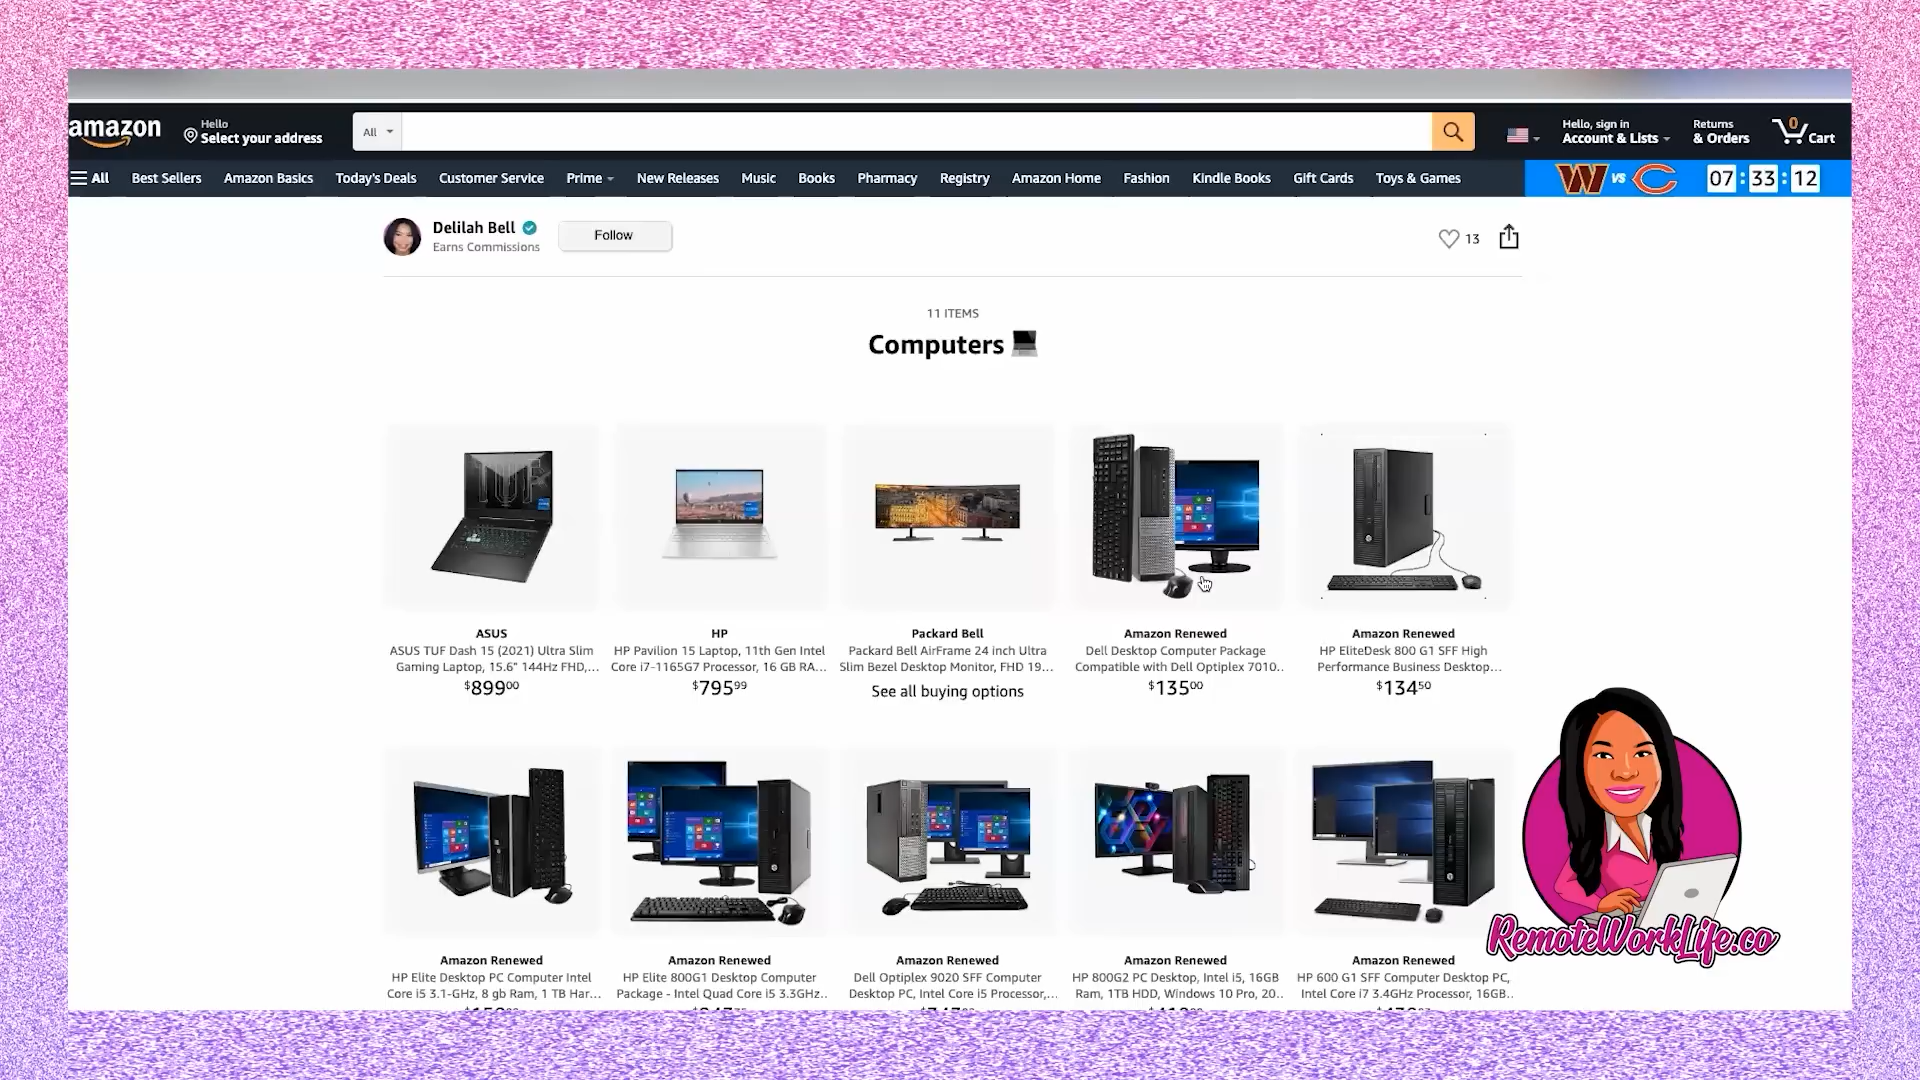 amazon
Hello
Select your address
All
Hello, sign in
Account & Lists
Returns
& Orders
0
Cart
All
Best Sellers
Amazon Basics
Today's Deals
Customer Service
Prime
New Releases
Music
Books
Pharmacy
Registry
Amazon Home
Fashion
Kindle Books
Gift Cards
Toys & Games
W VS C
07 : 33 : 12
Delilah Bell
Earns Commissions
Follow
13
11 ITEMS
Computers
ASUS
ASUS TUF Dash 15 (2021) Ultra Slim
Gaming Laptop, 15.6" 144Hz FHD,...
$89900
HP
HP Pavilion 15 Laptop, 11th Gen Intel
Core i7-1165G7 Processor, 16 GB RA...
$79599
Packard Bell
Packard Bell AirFrame 24 inch Ultra
Slim Bezel Desktop Monitor, FHD 19...
See all buying options
Amazon Renewed
Dell Desktop Computer Package
Compatible with Dell Optiplex 7010..
$13500
Amazon Renewed
HP EliteDesk 800 G1 SFF High
Performance Business Desktop...
$13450
Amazon Renewed
HP Elite Desktop PC Computer Intel
Core i5 3.1-GHz, 8 gb Ram, 1 TB Har...
Amazon Renewed
HP Elite 800G1 Desktop Computer
Package - Intel Quad Core i5 3.3GHz..
Amazon Renewed
Dell Optiplex 9020 SFF Computer
Desktop PC, Intel Core i5 Processor,...
Amazon Renewed
HP 800G2 PC Desktop, Intel i5, 16GB
Ram, 1TB HDD, Windows 10 Pro, 20..
Amazon Renewed
HP 600 G1 SFF Computer Desktop PC,
Intel Core i7 3.4GHz Processor, 16GB..
RemoteWorkLife.co